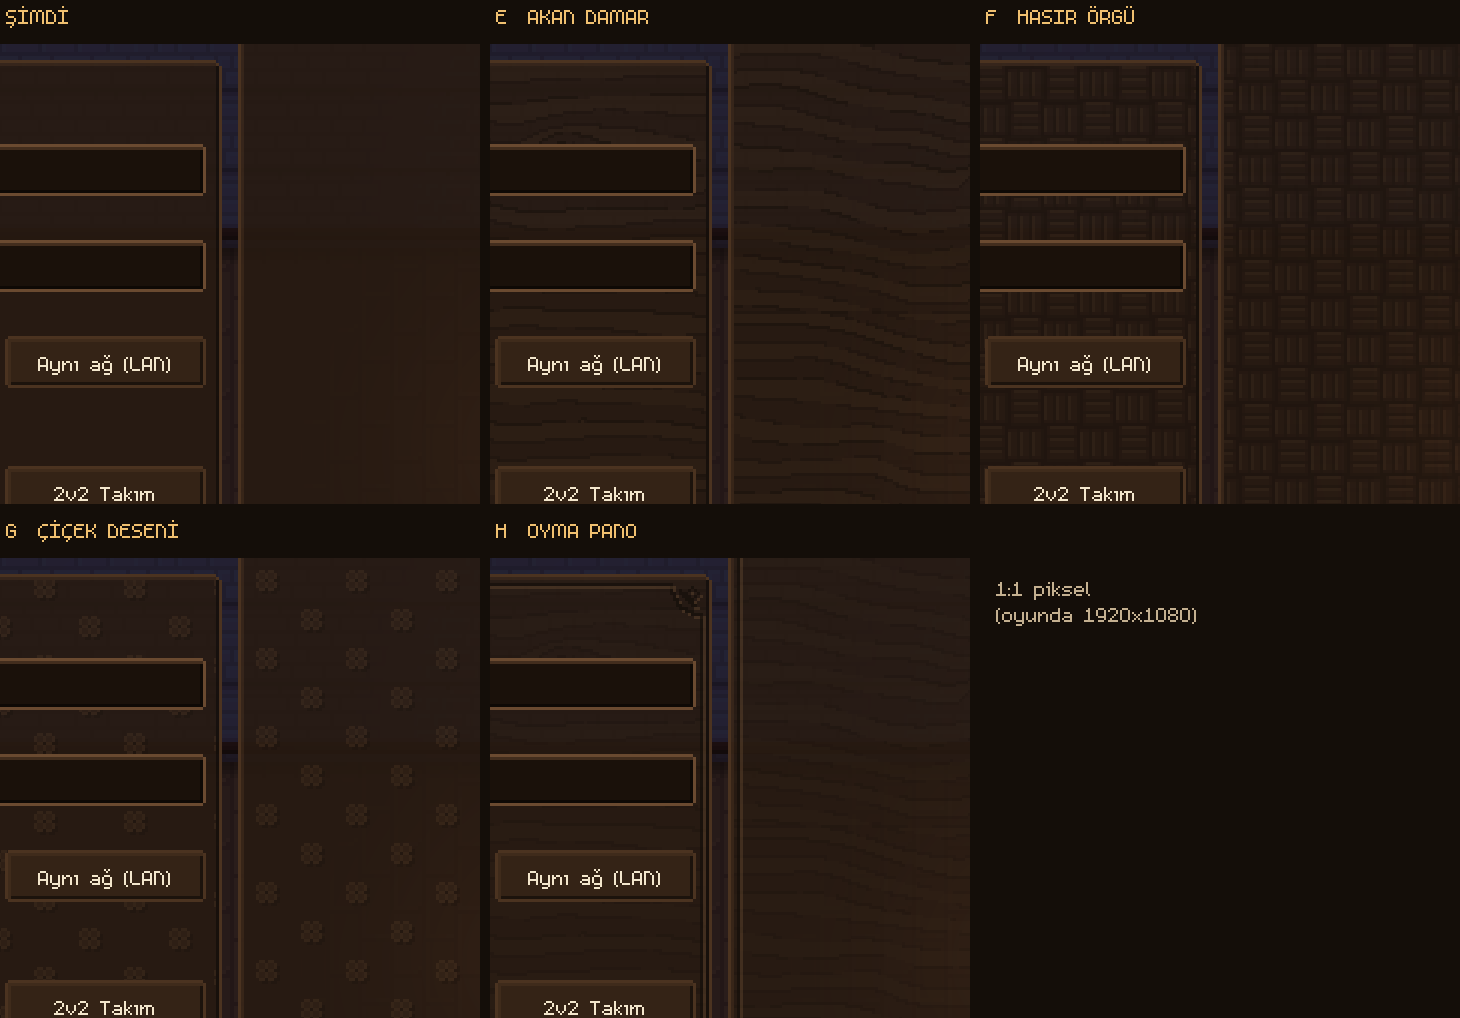 ŞİMDİ
E AKAN DAMAR
F HASIR ÖRGÜ
Aynı ağ (LAN)
2v2 Takım
Aynı ağ (LAN)
2v2 Takım
Aynı ağ (LAN)
2v2 Takım
G ÇİÇEK DESENİ
H OYMA PANO
1:1 piksel
(oyunda 1920x1080)
Aynı ağ (LAN)
2v2 Takım
Aynı ağ (LAN)
2v2 Takım